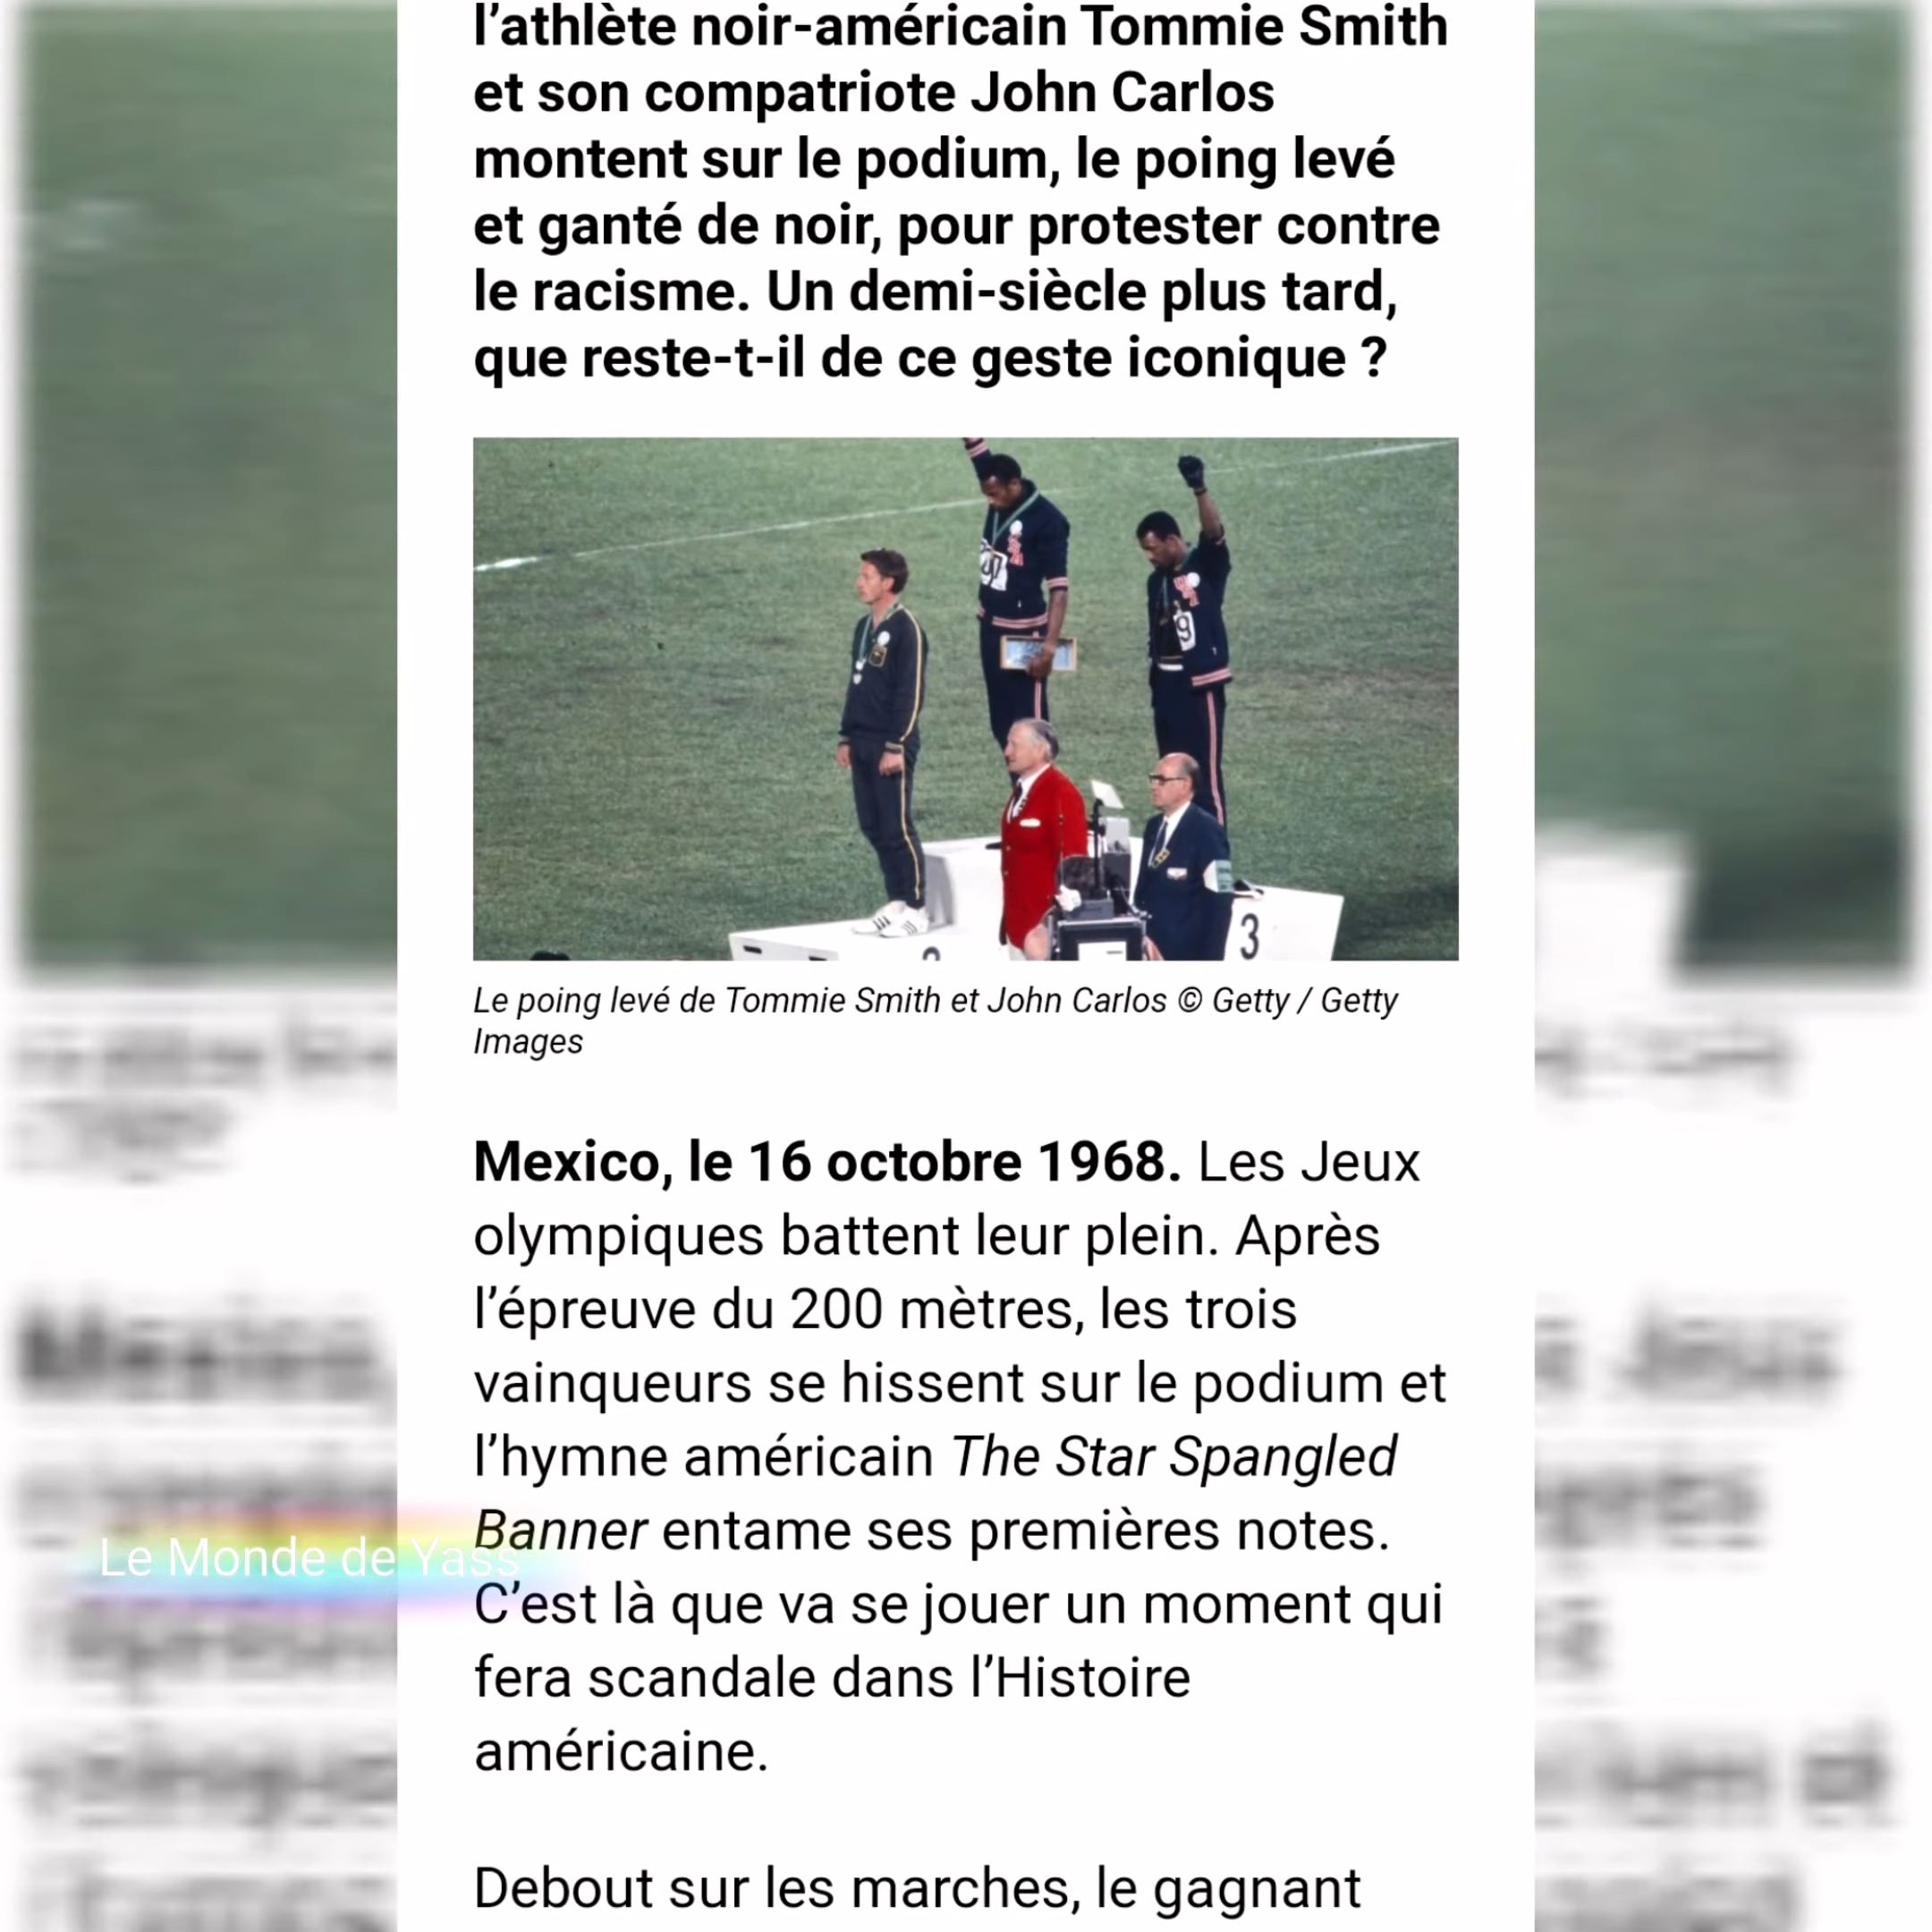 l’athlète noir-américain Tommie Smith
et son compatriote John Carlos
montent sur le podium, le poing levé
et ganté de noir, pour protester contre
le racisme. Un demi-siècle plus tard,
que reste-t-il de ce geste iconique ?
9
3
Le poing levé de Tommie Smith et John Carlos © Getty / Getty
Images
Mexico, le 16 octobre 1968. Les Jeux
olympiques battent leur plein. Après
l’épreuve du 200 mètres, les trois
vainqueurs se hissent sur le podium et
l’hymne américain The Star Spangled
Banner entame ses premières notes.
Le Monde de Yass
C’est là que va se jouer un moment qui
fera scandale dans l’Histoire
américaine.
Debout sur les marches, le gagnant